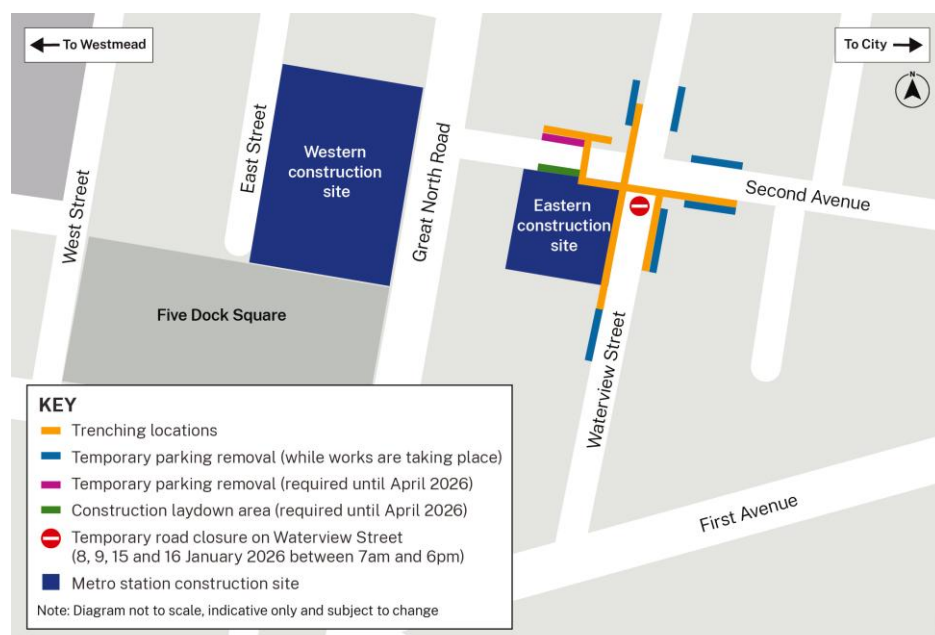 To Westmead
To City
N
West Street
East Street
Western
construction
site
Great North Road
Eastern
construction
site
Second Avenue
Five Dock Square
Waterview Street
First Avenue
KEY
Trenching locations
Temporary parking removal (while works are taking place)
Temporary parking removal (required until April 2026)
Construction laydown area (required until April 2026)
Temporary road closure on Waterview Street
(8, 9, 15 and 16 January 2026 between 7am and 6pm)
Metro station construction site
Note: Diagram not to scale, indicative only and subject to change